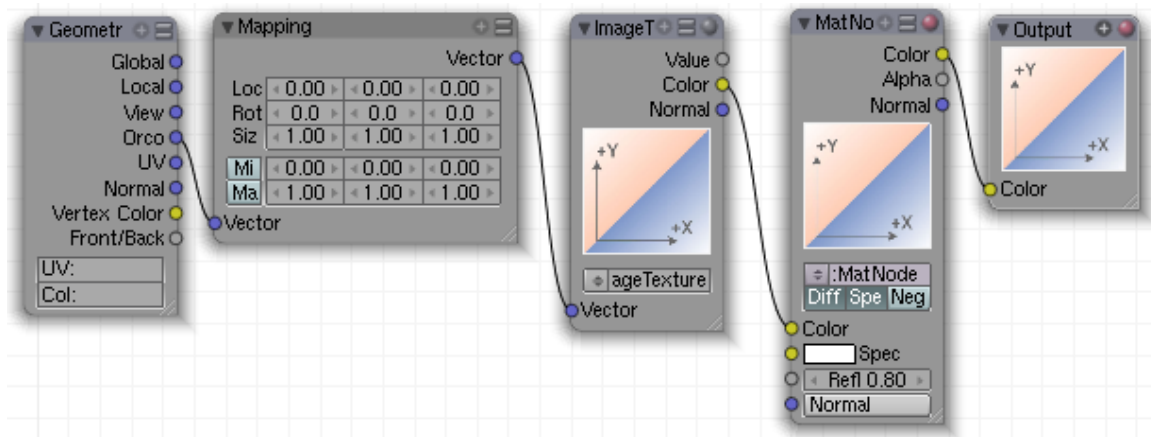 Geometr
Global
Local
View
Orco
UV
Normal
Vertex Color
Front/Back
UV:
Col:
Mapping
Vector
Loc 0.00 0.00 0.00
Rot 0.0 0.0 0.0
Siz 1.00 1.00 1.00
Mi 0.00 0.00 0.00
Ma 1.00 1.00 1.00
Vector
ImageT
Value
Color
Normal
+Y
+X
ageTexture
Vector
MatNo
Color
Alpha
Normal
+Y
+X
:MatNode
Diff Spe Neg
Color
Spec
Refl 0.80
Normal
Output
+Y
+X
Color